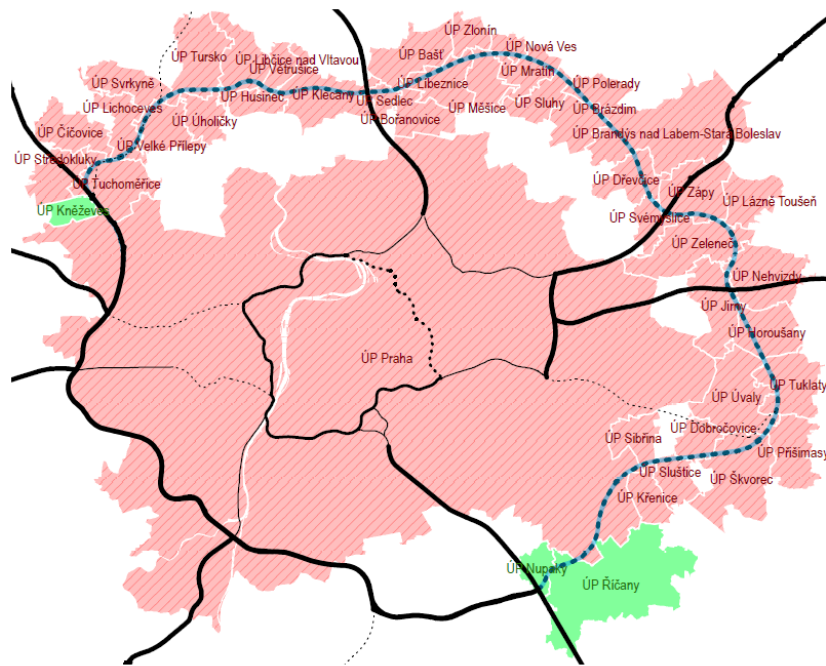 ÚP Zlonín
ÚP Tursko
ÚP Bašť
ÚP Nová Ves
ÚP Libčice nad Vltavou
ÚP Větrušice
ÚP Mratín
ÚP Svrkyně
ÚP Líbeznice
ÚP Polerady
ÚP Husinec
ÚP Klecany
ÚP Sedlec
ÚP Lichoceves
ÚP Měšice
ÚP Sluhy
ÚP Brázdim
ÚP Bořanovice
ÚP Úholičky
ÚP Číčovice
ÚP Brandýs nad Labem-Stará Boleslav
ÚP Velké Přílepy
ÚP Středokluky
ÚP Tuchoměřice
ÚP Dřevčice
ÚP Zápy
ÚP Lázně Toušeň
ÚP Kněževes
ÚP Svémyslice
ÚP Zeleneč
ÚP Nehvizdy
ÚP Jirny
ÚP Horoušany
ÚP Praha
ÚP Tuklaty
ÚP Úvaly
ÚP Dobročovice
ÚP Sibřina
ÚP Přišimasy
ÚP Sluštice
ÚP Škvorec
ÚP Křenice
ÚP Nupaky
ÚP Říčany